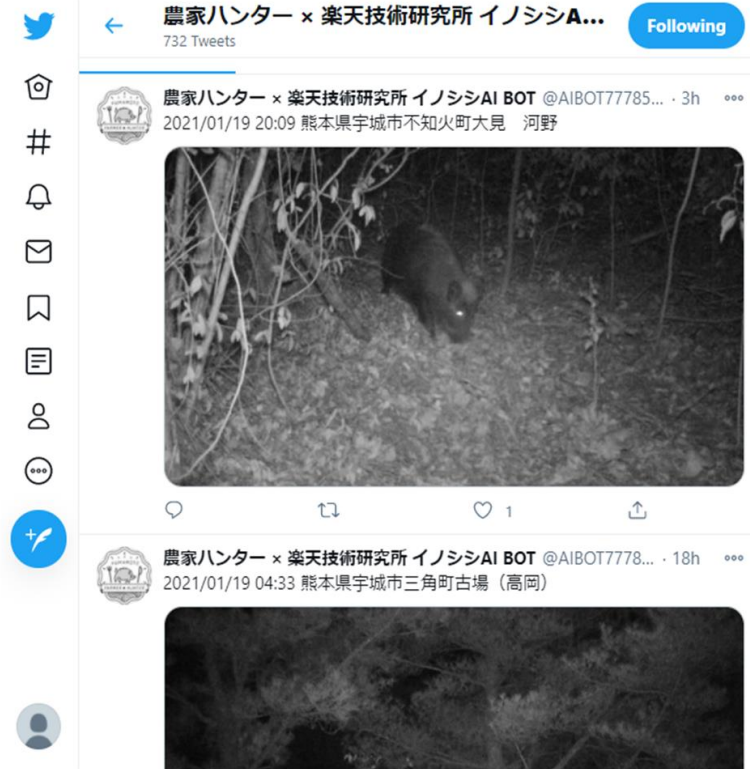 農家ハンター × 楽天技術研究所 イノシシA...
732 Tweets
Following
農家ハンター × 楽天技術研究所 イノシシAI BOT @AIBOT77785... · 3h
2021/01/19 20:09 熊本県宇城市不知火町大見　河野
1
農家ハンター × 楽天技術研究所 イノシシAI BOT @AIBOT7778... · 18h
2021/01/19 04:33 熊本県宇城市三角町古場（高岡）